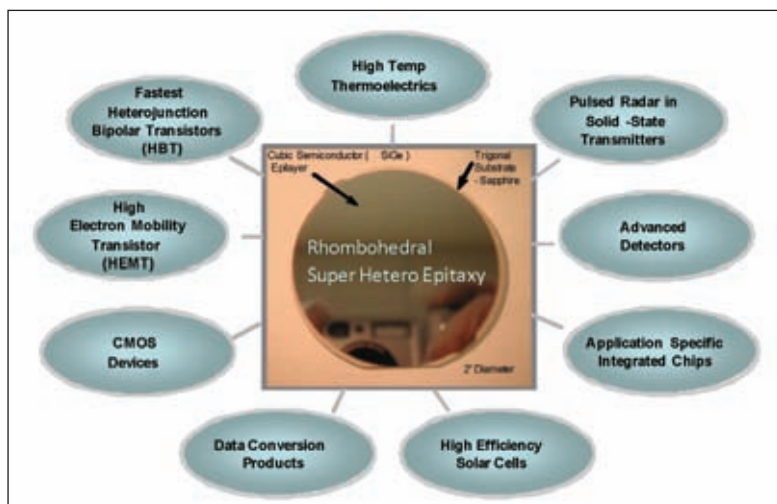 High Temp
Thermoelectrics
Fastest
Heterojunction
Bipolar Transistors
(HBT)
Pulsed Radar in
Solid -State
Transmitters
Cubic Semiconductor ( SiGe )
Epilayer
Trigonal
Substrate
- Sapphire
High
Electron Mobility
Transistor
(HEMT)
Rhombohedral
Super Hetero Epitaxy
Advanced
Detectors
CMOS
Devices
Application Specific
Integrated Chips
2" Diameter
Data Conversion
Products
High Efficiency
Solar Cells